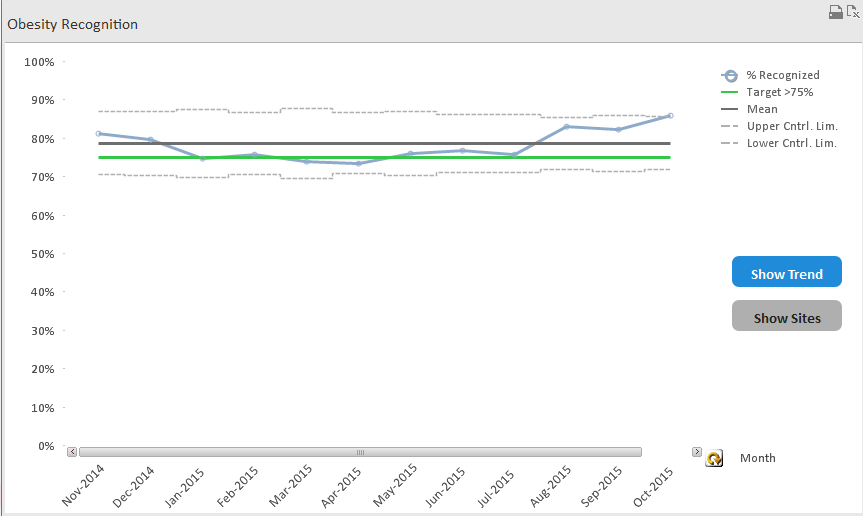 Obesity Recognition
100%
90%
80%
70%
60%
50%
40%
30%
20%
10%
0%
% Recognized
Target >75%
Mean
Upper Cntrl. Lim.
Lower Cntrl. Lim.
Show Trend
Show Sites
Nov-2014
Dec-2014
Jan-2015
Feb-2015
Mar-2015
Apr-2015
May-2015
Jun-2015
Jul-2015
Aug-2015
Sep-2015
Oct-2015
Month